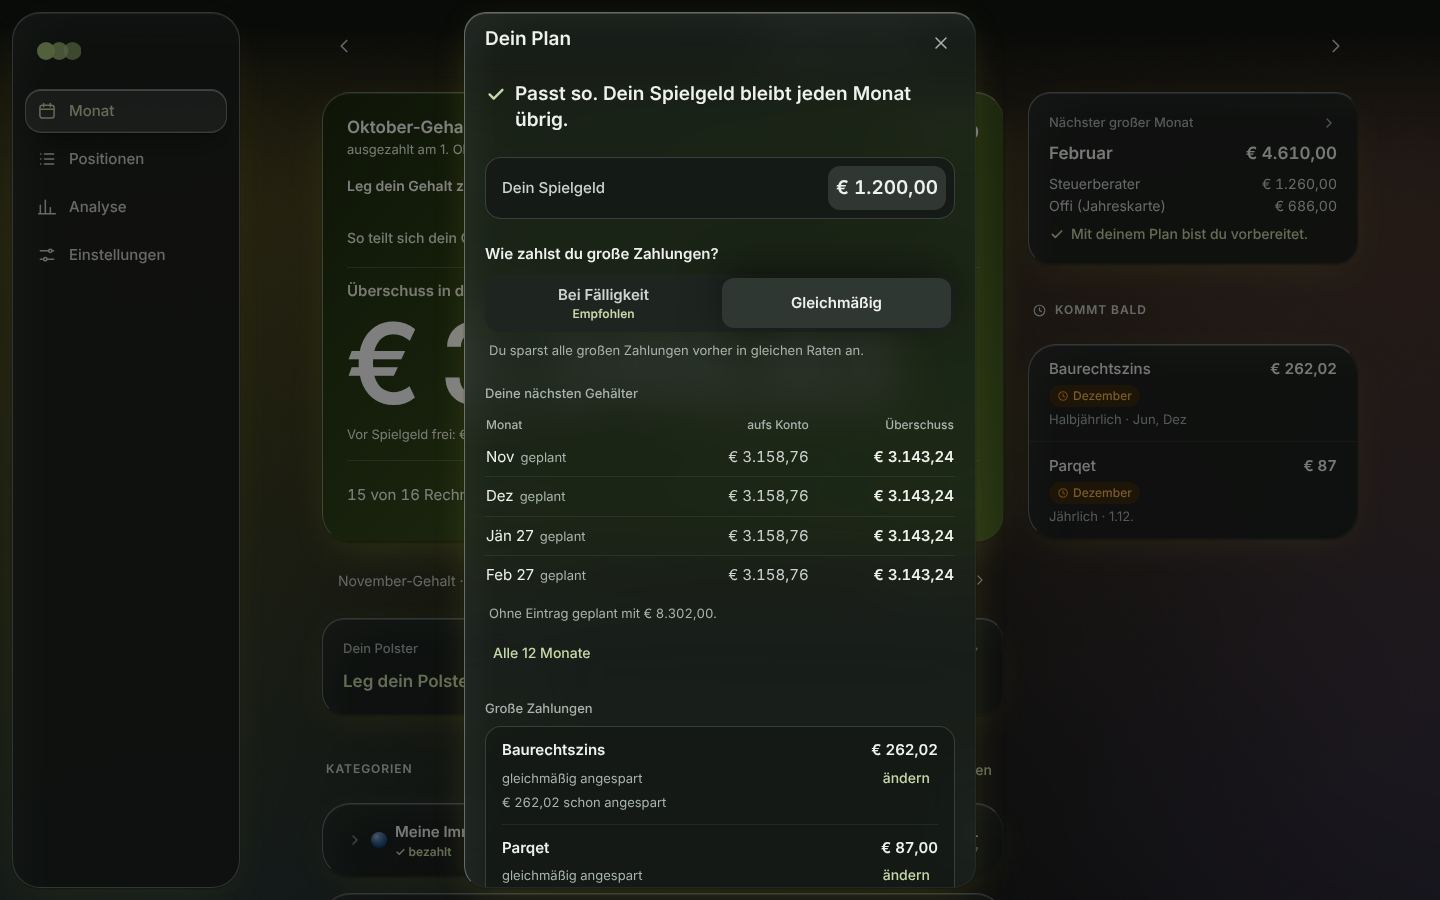 Monat
Positionen
Analyse
Einstellungen
Oktober-Geha
ausgezahlt am 1. O
Leg dein Gehalt z
So teilt sich dein
Überschuss in d
€ 3
Vor Spielgeld frei: €
15 von 16 Rechn
November-Gehalt ·
Dein Polster
Leg dein Polste
KATEGORIEN
en
Meine Imm
✓ bezahlt
Dein Plan
Passt so. Dein Spielgeld bleibt jeden Monat
übrig.
Dein Spielgeld € 1.200,00
Wie zahlst du große Zahlungen?
Bei Fälligkeit
Empfohlen
Gleichmäßig
Du sparst alle großen Zahlungen vorher in gleichen Raten an.
Deine nächsten Gehälter
Monat aufs Konto Überschuss
Nov geplant € 3.158,76 € 3.143,24
Dez geplant € 3.158,76 € 3.143,24
Jän 27 geplant € 3.158,76 € 3.143,24
Feb 27 geplant € 3.158,76 € 3.143,24
Ohne Eintrag geplant mit € 8.302,00.
Alle 12 Monate
Große Zahlungen
Baurechtszins € 262,02
gleichmäßig angespart ändern
€ 262,02 schon angespart
Parqet € 87,00
gleichmäßig angespart ändern
Nächster großer Monat
Februar € 4.610,00
Steuerberater € 1.260,00
Offi (Jahreskarte) € 686,00
✓ Mit deinem Plan bist du vorbereitet.
KOMMT BALD
Baurechtszins € 262,02
Dezember
Halbjährlich · Jun, Dez
Parqet € 87
Dezember
Jährlich · 1.12.